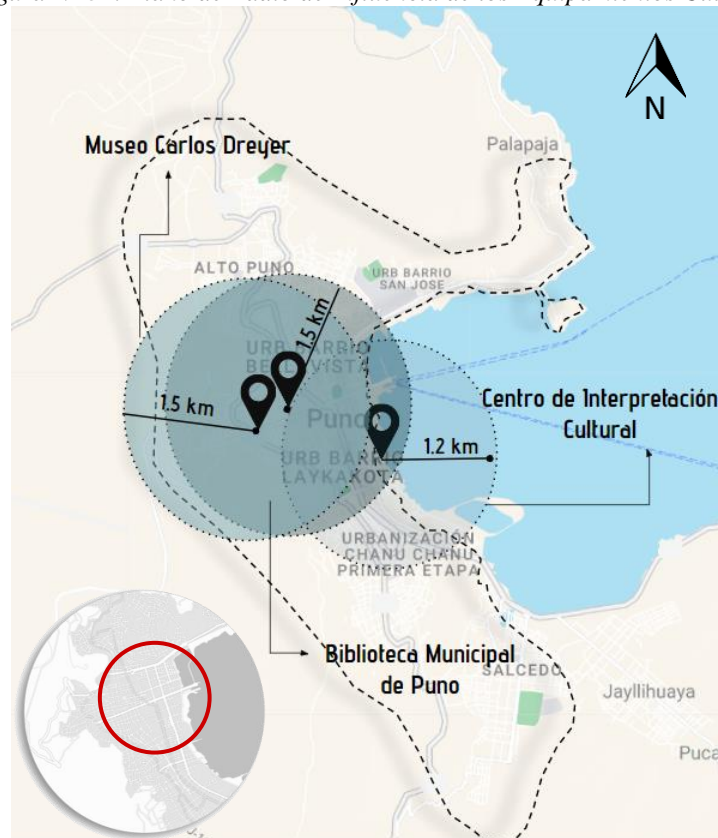 N
Palapaja
Museo Carlos Dreyer
ALTO PUNO
URB BARRIO
SAN JOSE
1.5 km
URB BARRIO
BELLAVISTA
1.5 km
Puno
Centro de Interpretación
Cultural
1.2 km
URB BARRIO
LAYKAKOTA
URBANIZACIÓN
CHANU CHANU
PRIMERA ETAPA
Biblioteca Municipal
de Puno
SALCEDO
Jayllihuaya
Puca